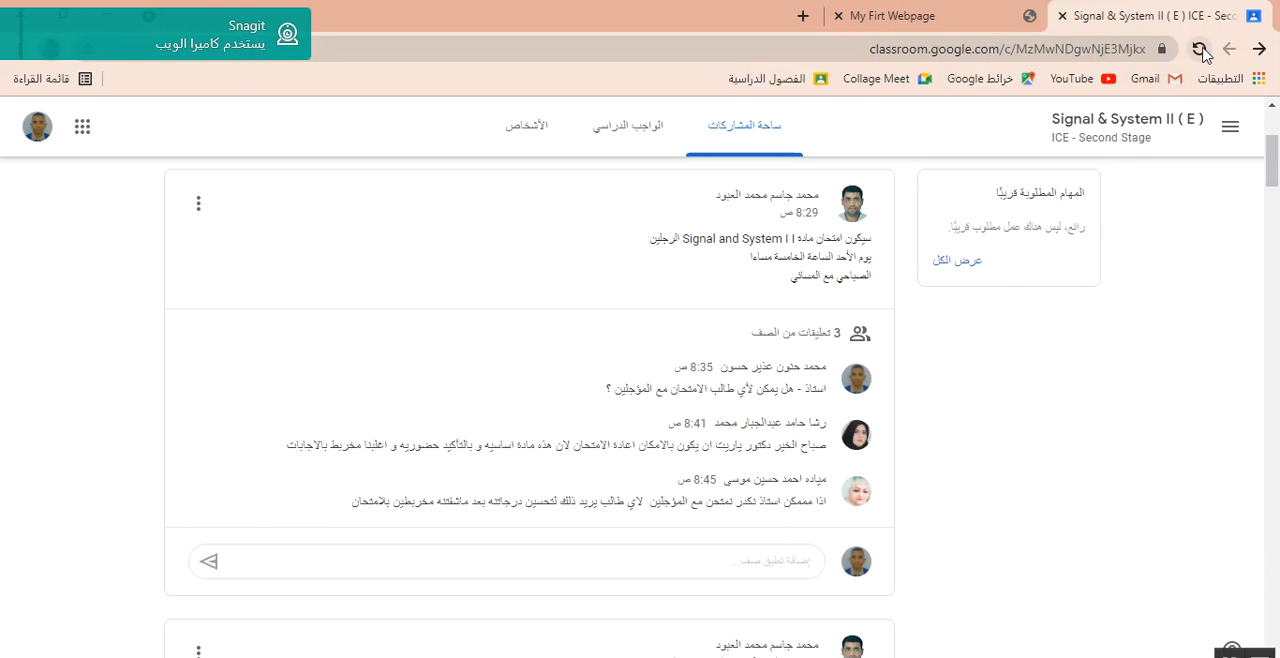 Snagit
يستخدم كاميرا الويب
Signal & System II ( E ) ICE - Seco
My Firt Webpage
classroom.google.com/c/MzMwNDgwNjE3Mjkx
التطبيقات
Gmail
YouTube
خرائط Google
Collage Meet
الفصول الدراسية
قائمة القراءة
Signal & System II ( E )
ICE - Second Stage
ساحة المشاركات
الواجب الدراسي
الأشخاص
المهام المطلوبة قريبًا
رائع، ليس هناك عمل مطلوب قريبًا.
عرض الكل
محمد جاسم محمد العبود
8:29 ص
سيكون امتحان مادة Signal and System I I الرجلين
يوم الأحد الساعة الخامسة مساءا
الصباحي مع المسائي
3 تعليقات من الصف
محمد حنون عذير حسون 8:35 ص
استاذ - هل يمكن لأي طالب الامتحان مع المؤجلين ؟
رشا حامد عبدالجبار محمد 8:41 ص
صباح الخير دكتور ياريت ان يكون بالامكان اعادة الامتحان لان هذه مادة اساسيه و بالتأكيد حضوريه و اغلبنا مخربط بالاجابات
مياده احمد حسين موسى 8:45 ص
اذا مممكن استاذ نكدر نمتحن مع المؤجلين لاي طالب يريد ذلك لتحسين درجاتنه بعد ماشقتنه مخربطين بلامتحان
إضافة تعليق صف...
محمد جاسم محمد العبود